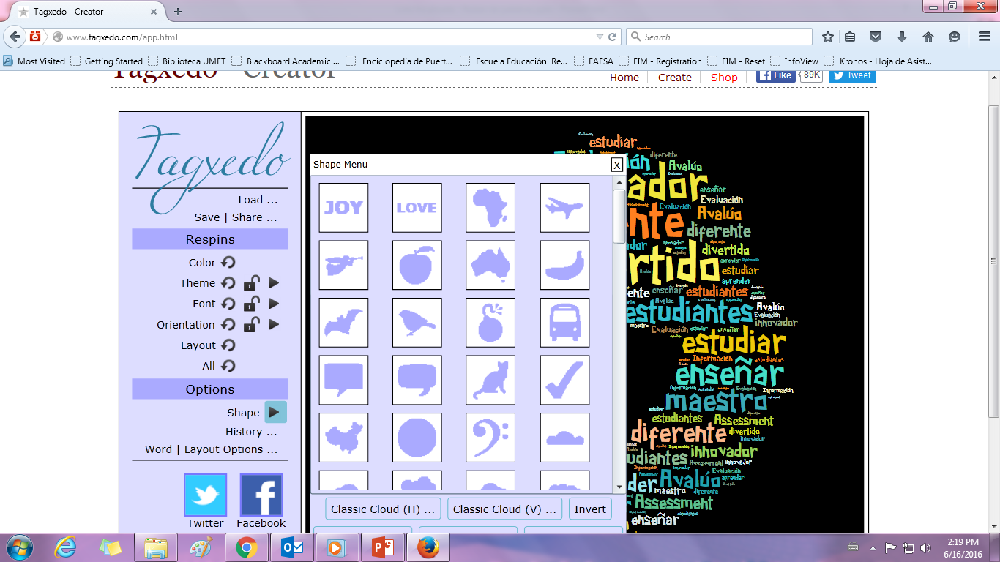 Tagxedo - Creator
www.tagxedo.com/app.html
Search
Most Visited Getting Started Biblioteca UMET Blackboard Academic ... Enciclopedia de Puert... Escuela Educación Re... FAFSA FIM - Registration FIM - Reset InfoView Kronos - Hoja de Asist...
Tagxedo - Creator
Home Create Shop Like 89K Tweet
Tagxedo
Load ...
Save | Share ...
Respins
Color
Theme
Font
Orientation
Layout
All
Options
Shape
History ...
Word | Layout Options ...
Twitter Facebook
Shape Menu X
JOY LOVE
Classic Cloud (H) ... Classic Cloud (V) ... Invert
estudiar
diferente
Avalúo
ador
enseñar
Evaluación
Evaluación
Avalúo
nte
diferente
divertido
rtido
estudiar
aprender
enseñar estudiantes
Avalúo
estudiantes
innovador
Evaluación
estudiar
Información
enseñar
maestro
estudiantes Assessment
diferente divertido
innovador
udiantes
Assessment innovador
der Avalúo
maestro diferente
Assessment
enseñar
2:19 PM
6/16/2016